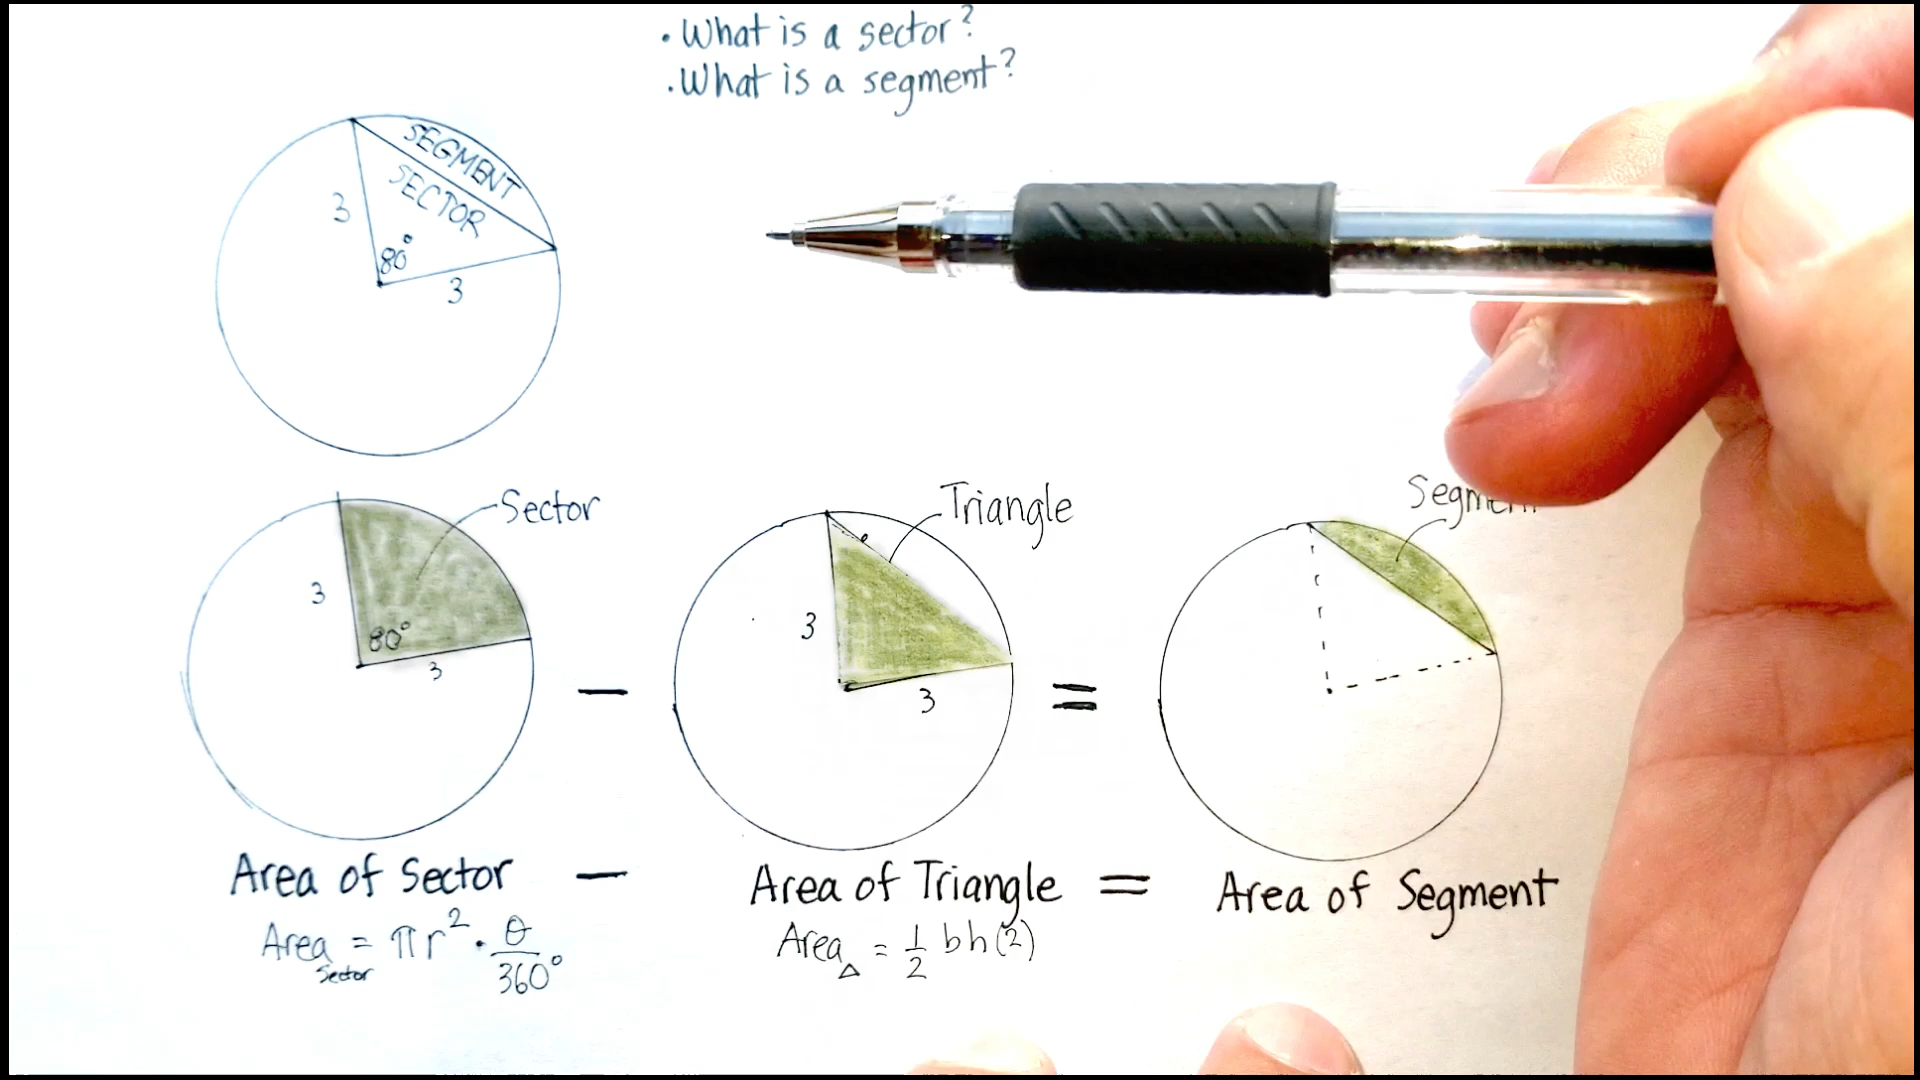 • What is a sector?
• What is a segment?
SEGMENT
SECTOR
3
80°
3
Sector
3
80°
3
−
Triangle
3
3
=
Area of Sector − Area of Triangle = Area of Segment
Area Sector = πr² · θ/360°
Area △ = 1/2 bh (2)